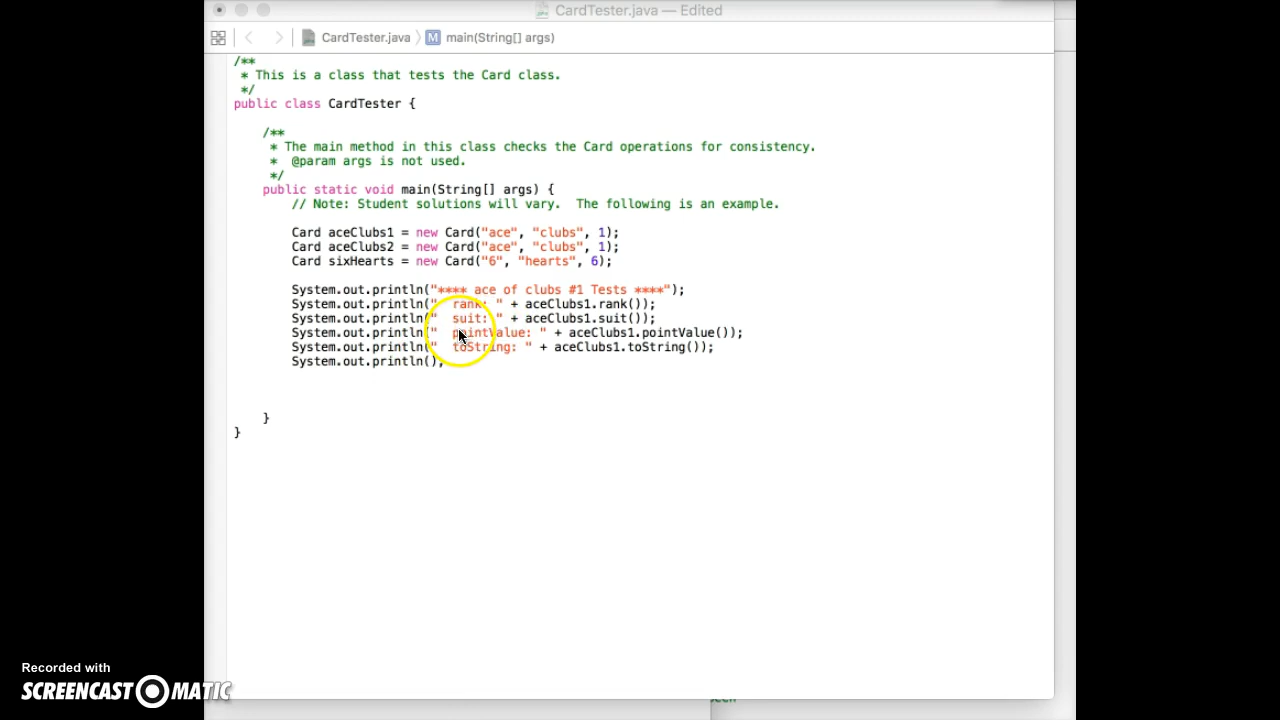 CardTester.java — Edited
CardTester.java 〉 M main(String[] args)
/**
 * This is a class that tests the Card class.
 */
public class CardTester {
/**
 * The main method in this class checks the Card operations for consistency.
 *  @param args is not used.
 */
public static void main(String[] args) {
// Note: Student solutions will vary.  The following is an example.
Card aceClubs1 = new Card("ace", "clubs", 1);
Card aceClubs2 = new Card("ace", "clubs", 1);
Card sixHearts = new Card("6", "hearts", 6);
System.out.println("**** ace of clubs #1 Tests ****");
System.out.println("  rank: " + aceClubs1.rank());
System.out.println("  suit: " + aceClubs1.suit());
System.out.println("  pointValue: " + aceClubs1.pointValue());
System.out.println("  toString: " + aceClubs1.toString());
System.out.println();
}
}
Recorded with
SCREENCAST O MATIC